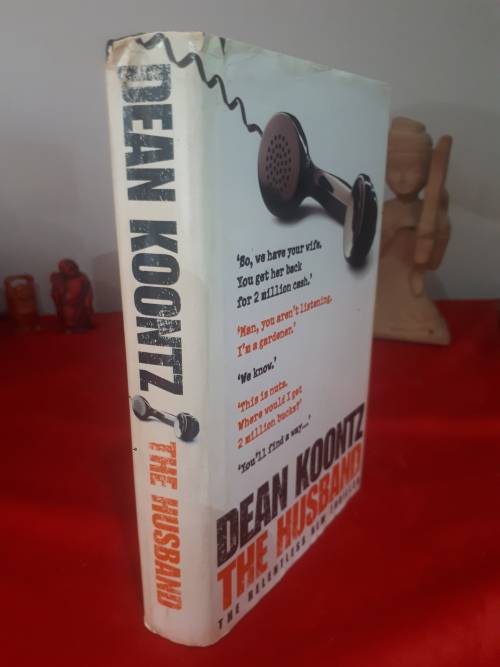 DEAN KOONTZ
THE HUSBAND
'So, we have your wife.
You get her back
for 2 million cash.'
'Man, you aren't listening.
I'm a gardener.'
'We know.'
'This is nuts.
Where would I get
2 million bucks?'
'You'll find a way...'
DEAN KOONTZ
THE HUSBAND
THE RELENTLESS NEW THRILLER